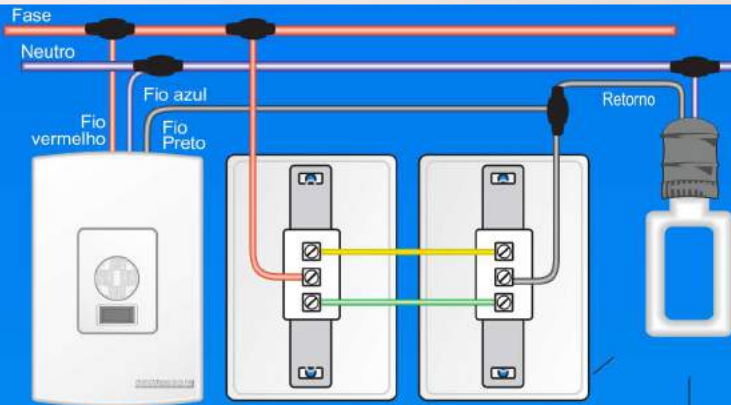 Fase
Neutro
Fio azul
Retorno
Fio
vermelho
Fio
Preto